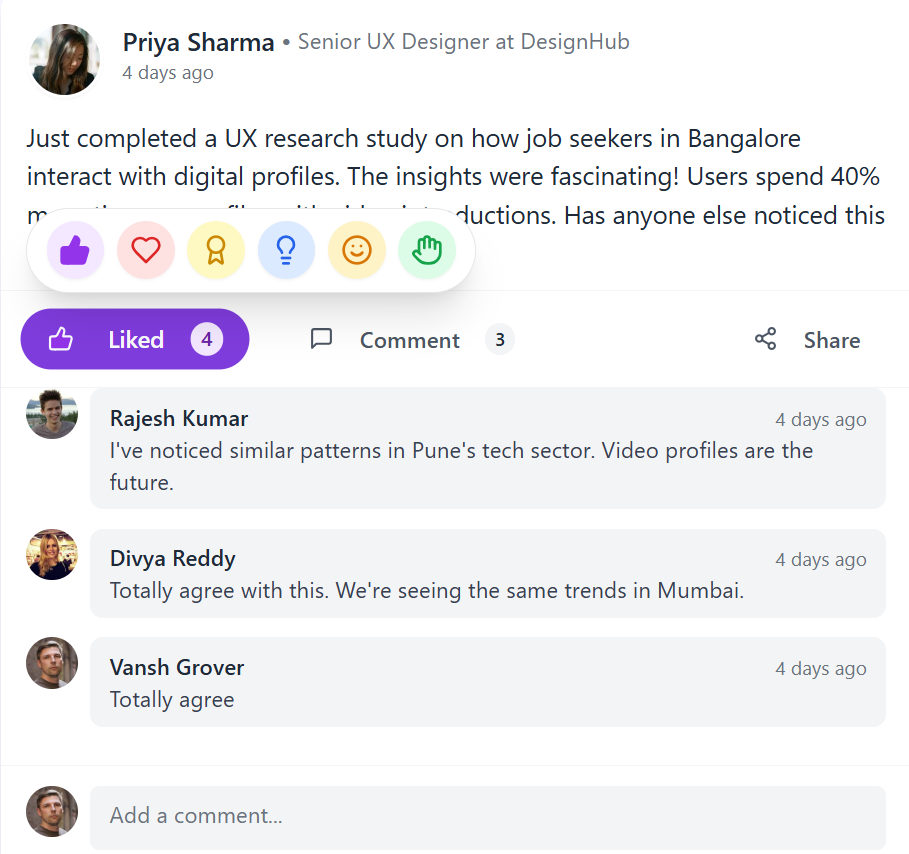 Priya Sharma • Senior UX Designer at DesignHub
4 days ago
Just completed a UX research study on how job seekers in Bangalore
interact with digital profiles. The insights were fascinating! Users spend 40%
Has anyone else noticed this
Liked 4 Comment 3 Share
Rajesh Kumar 4 days ago
I've noticed similar patterns in Pune's tech sector. Video profiles are the
future.
Divya Reddy 4 days ago
Totally agree with this. We're seeing the same trends in Mumbai.
Vansh Grover 4 days ago
Totally agree
Add a comment...